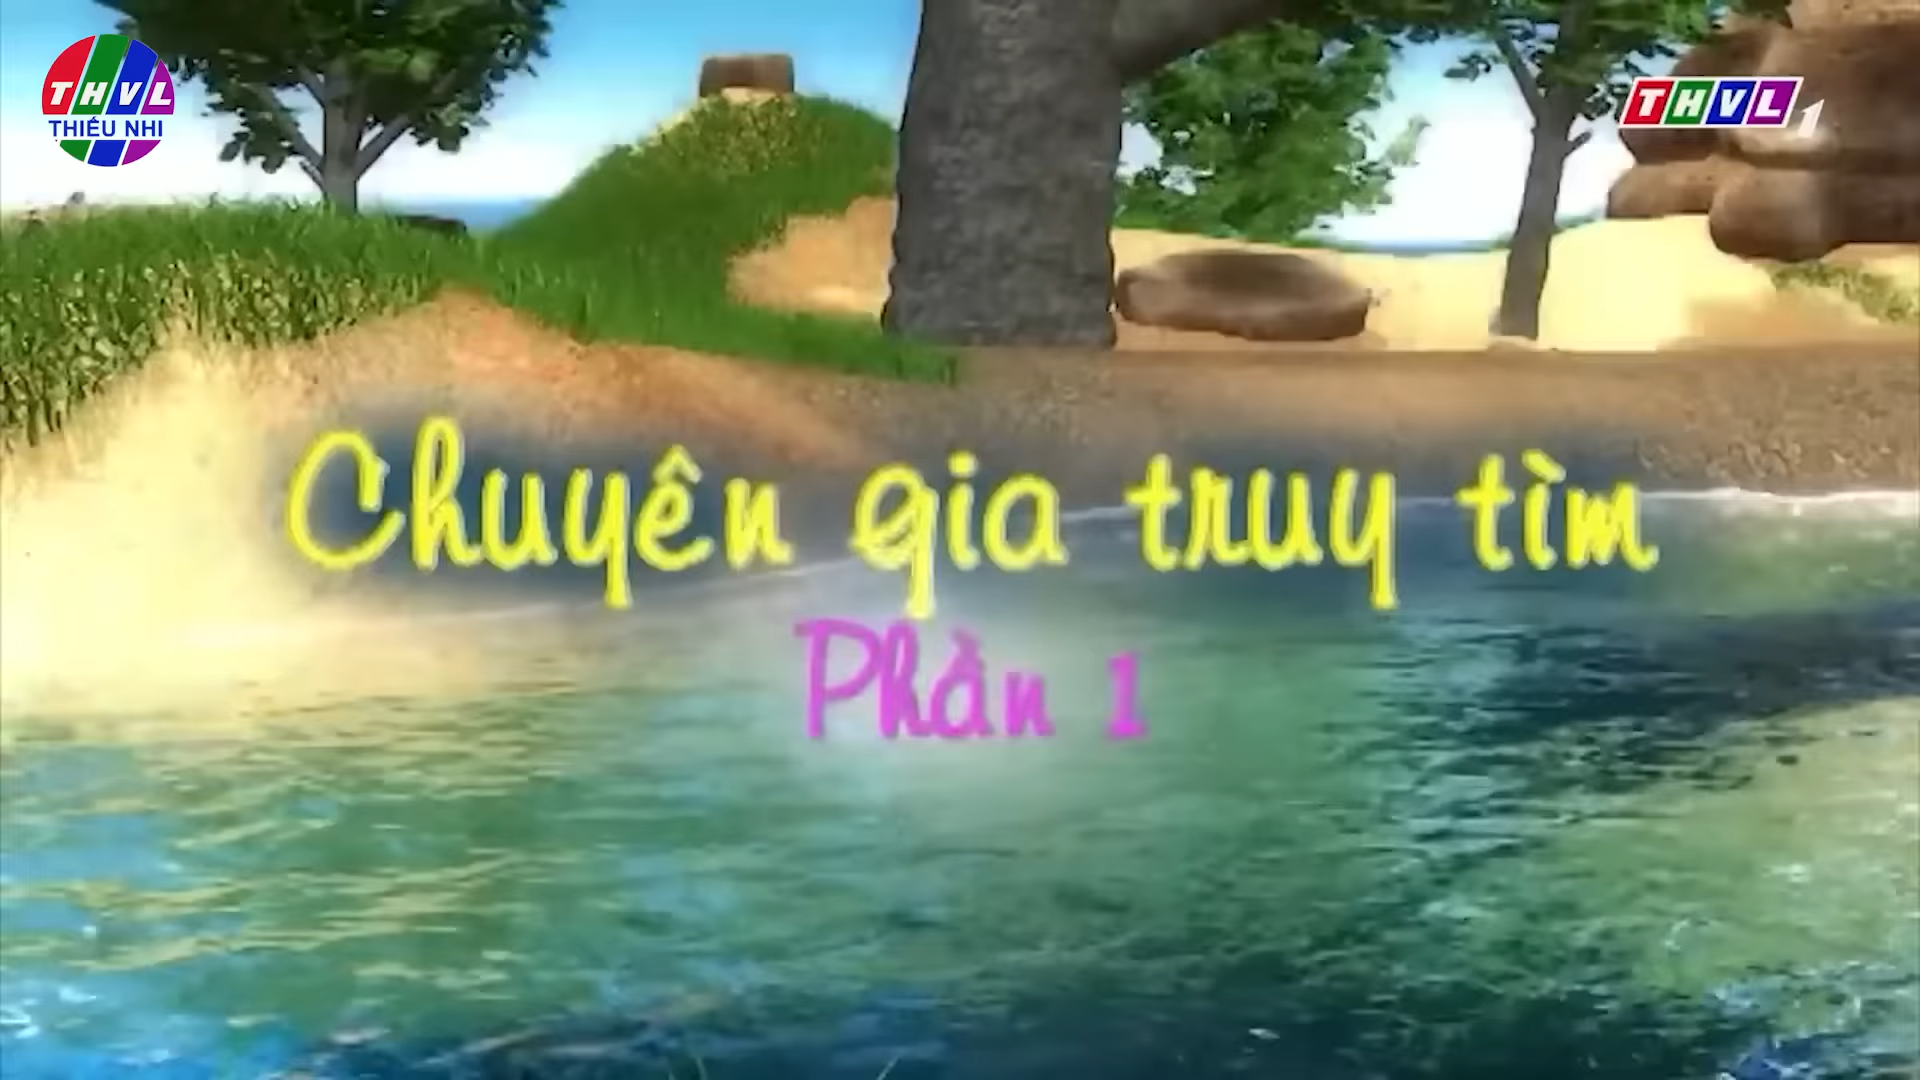 THVL
THIẾU NHI
THVL1
Chuyên gia truy tìm
Phần 1